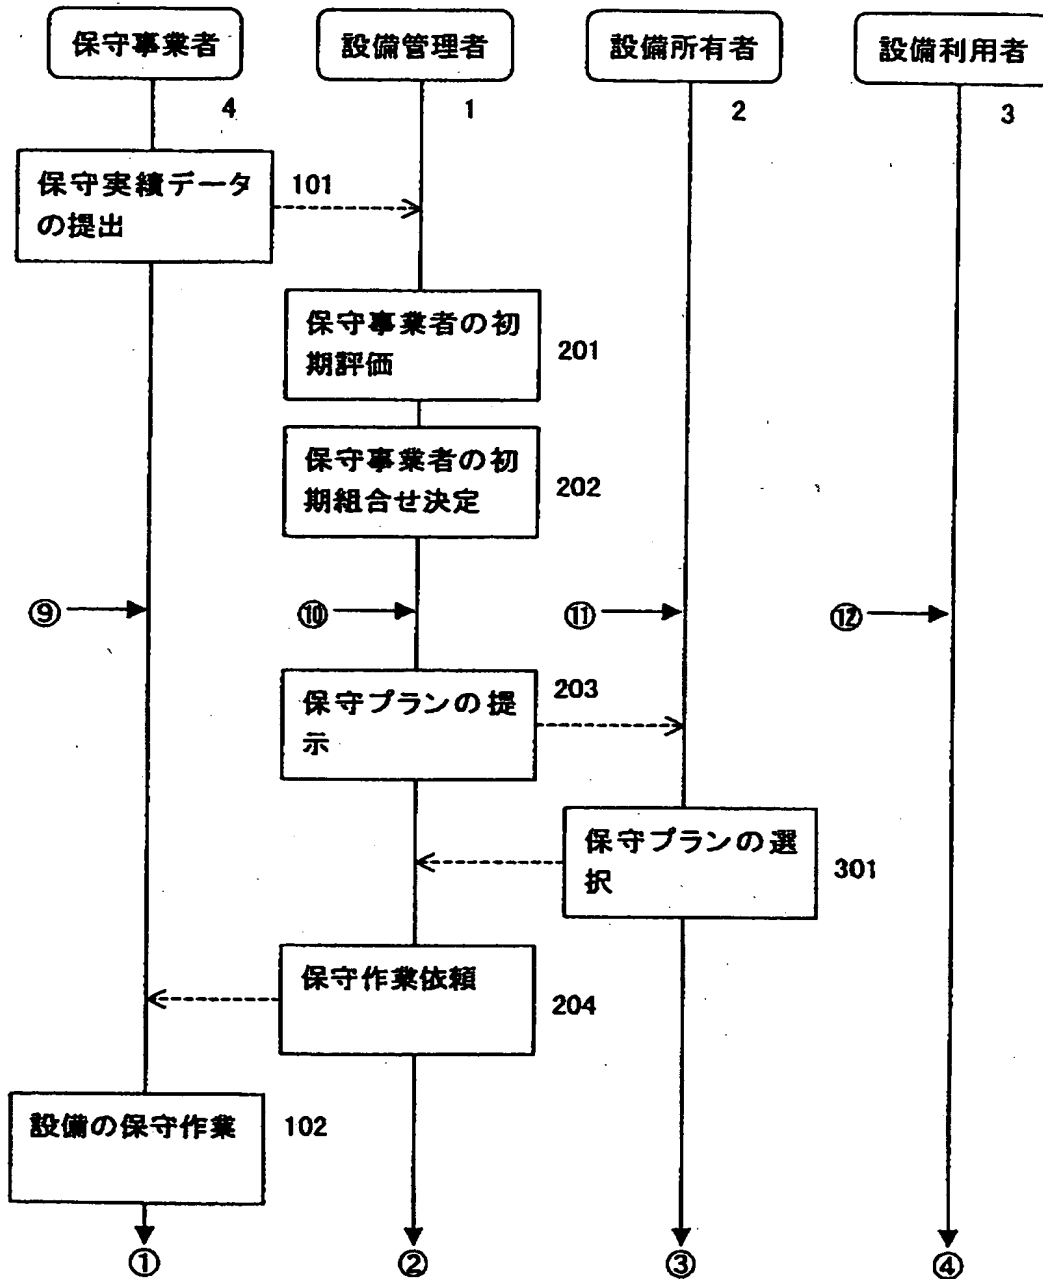 保守事業者
設備管理者
設備所有者
設備利用者
4
1
2
3
保守実績データ
の提出
101
保守事業者の初
期評価
201
保守事業者の初
期組合せ決定
202
⑨
⑩
⑪
⑫
保守プランの提
示
203
保守プランの選
択
301
保守作業依頼
204
設備の保守作業
102
①
②
③
④